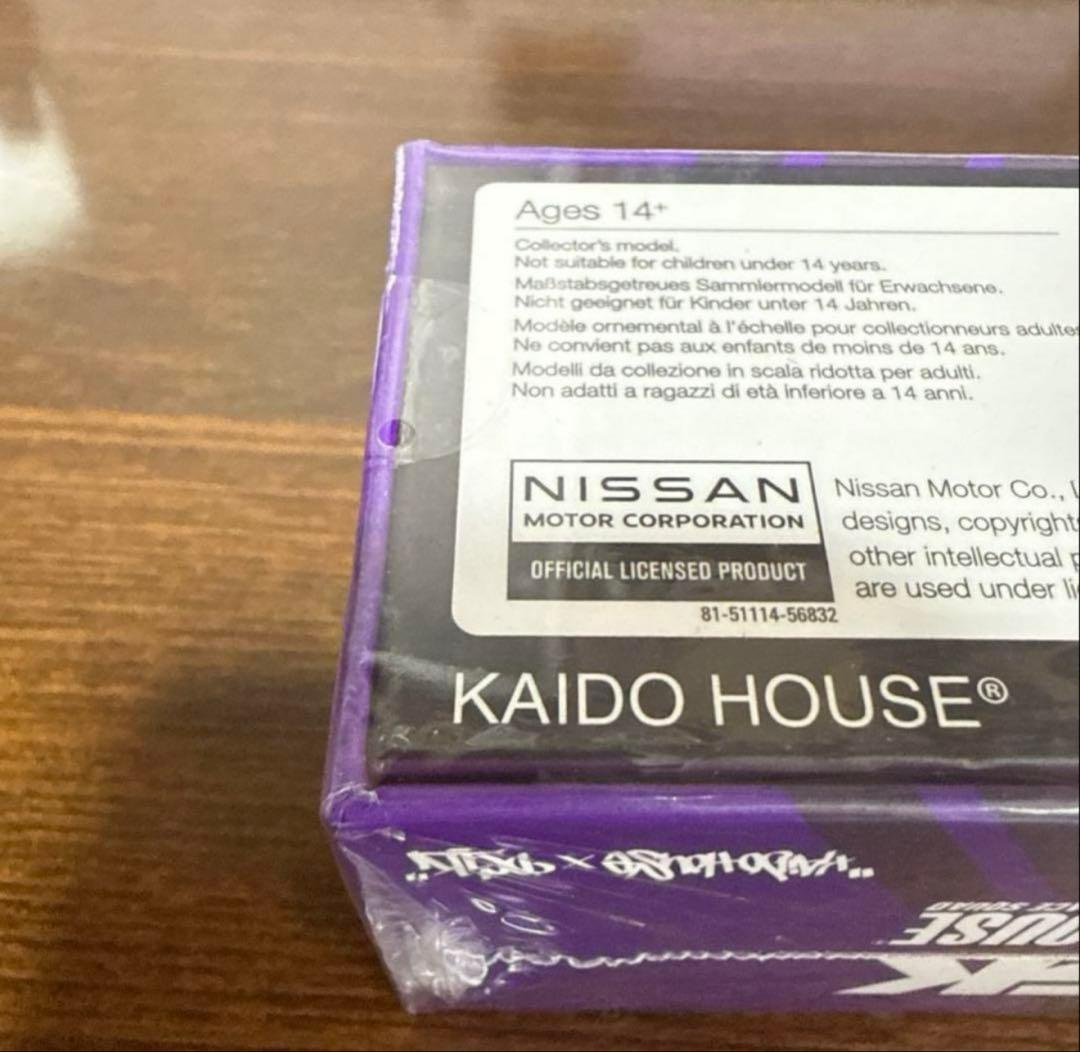 Ages 14+
Collector's model.
Not suitable for children under 14 years.
Maßstabsgetreues Sammlermodell für Erwachsene.
Nicht geeignet für Kinder unter 14 Jahren.
Modèle ornemental à l'échelle pour collectionneurs adultes
Ne convient pas aux enfants de moins de 14 ans.
Modelli da collezione in scala ridotta per adulti.
Non adatti a ragazzi di età inferiore a 14 anni.
NISSAN
MOTOR CORPORATION
OFFICIAL LICENSED PRODUCT
81-51114-56832
Nissan Motor Co.,
designs, copyrights
other intellectual
are used under
KAIDO HOUSE®
"KAIDO HOUSE x